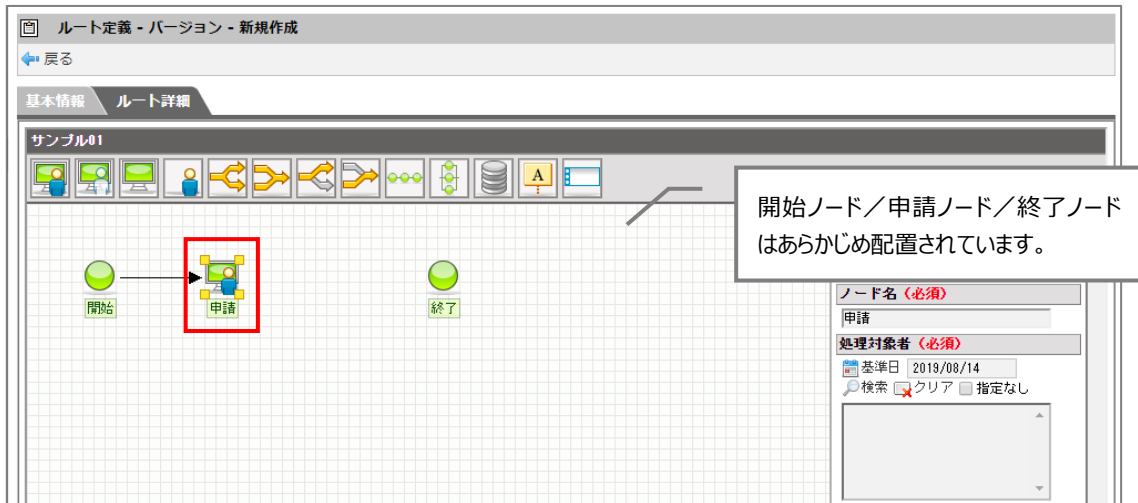 ルート定義 - バージョン - 新規作成
戻る
基本情報 ルート詳細
サンプル01
A
開始ノード／申請ノード／終了ノード
はあらかじめ配置されています。
開始 申請 終了
ノード名（必須）
申請
処理対象者（必須）
基準日 2019/08/14
検索 クリア 指定なし